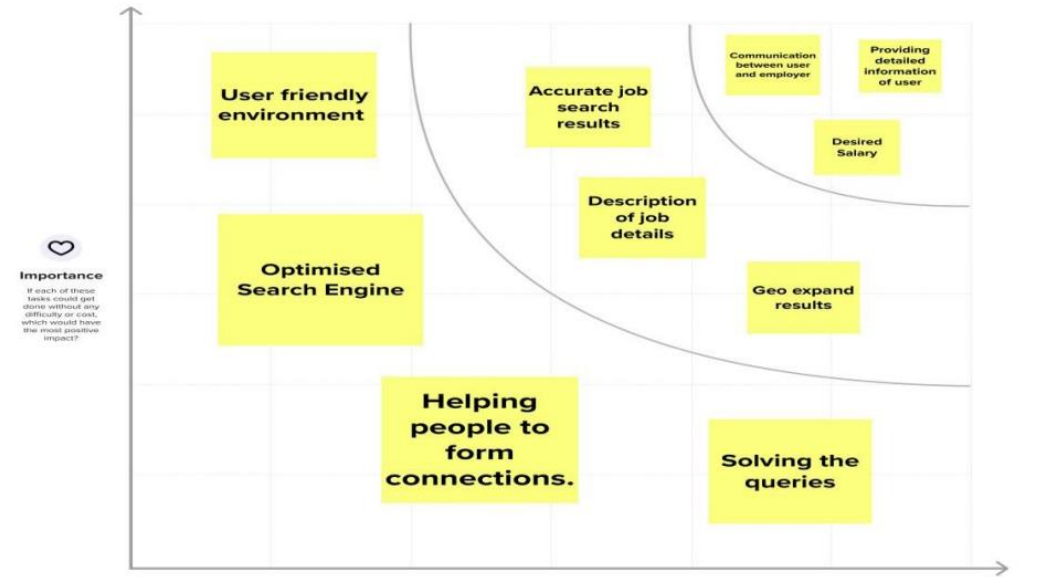 User friendly
environment
Accurate job
search
results
Communication
between user
and employer
Providing
detailed
information
of user
Desired
Salary
Description
of job
details
Optimised
Search Engine
Geo expand
results
Importance
If each of these
tasks could get
done without any
difficulty or cost,
which would have
the most positive
impact?
Helping
people to
form
connections.
Solving the
queries